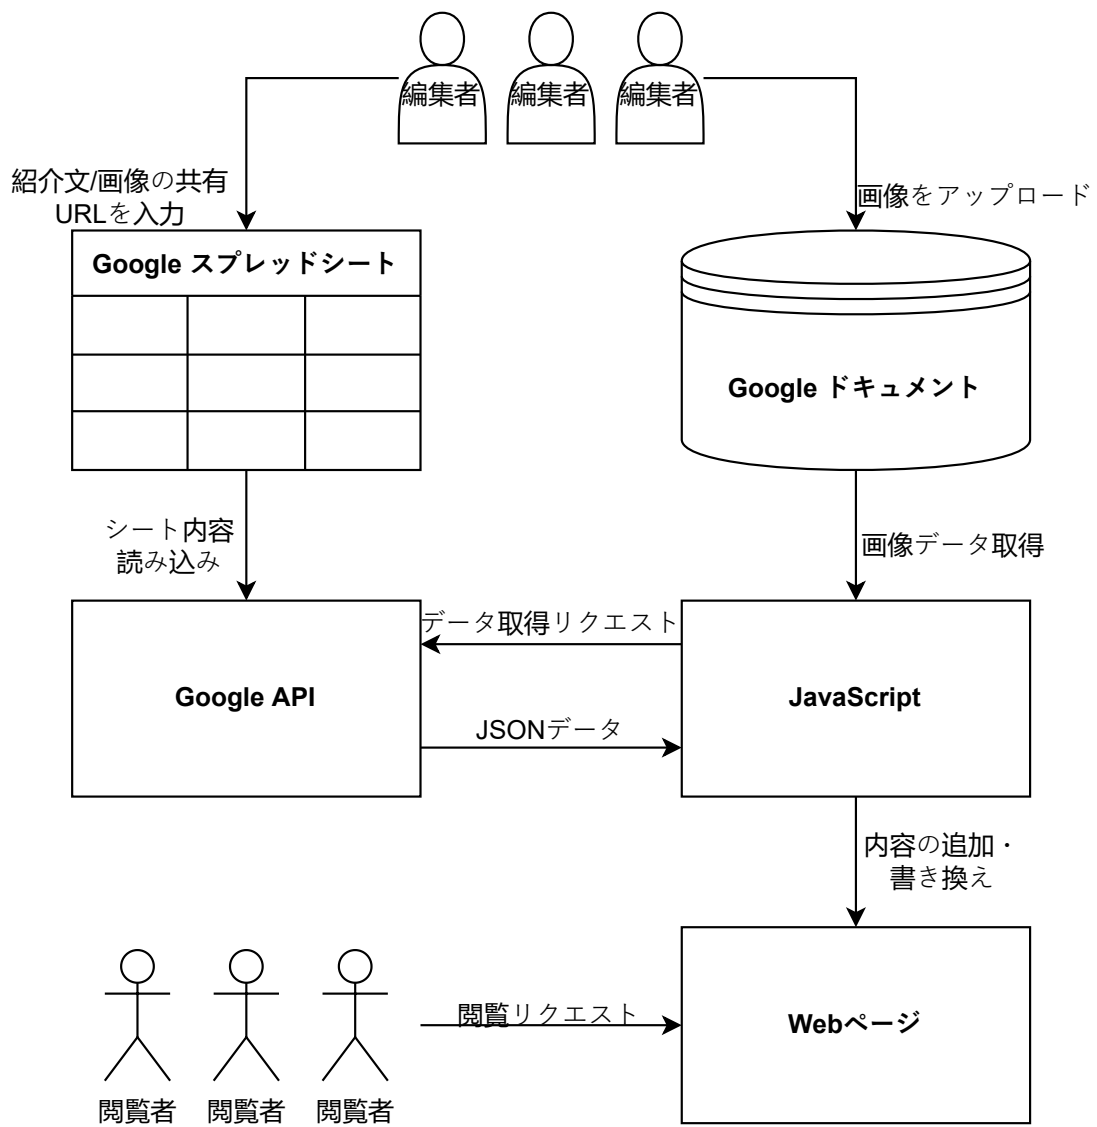 編集者
編集者
編集者
紹介文/画像の共有
URLを入力
画像をアップロード
Google スプレッドシート
Google ドキュメント
シート内容
読み込み
画像データ取得
データ取得リクエスト
Google API
JavaScript
JSONデータ
内容の追加・
書き換え
閲覧リクエスト
Webページ
閲覧者
閲覧者
閲覧者